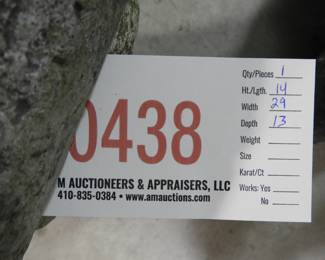 0438
M AUCTIONEERS & APPRAISERS, LLC
410-835-0384 • www.amauctions.com
Qty/Pieces 1
Ht./Lgth. 14
Width 29
Depth 13
Weight
Size
Karat/Ct
Works: Yes
No